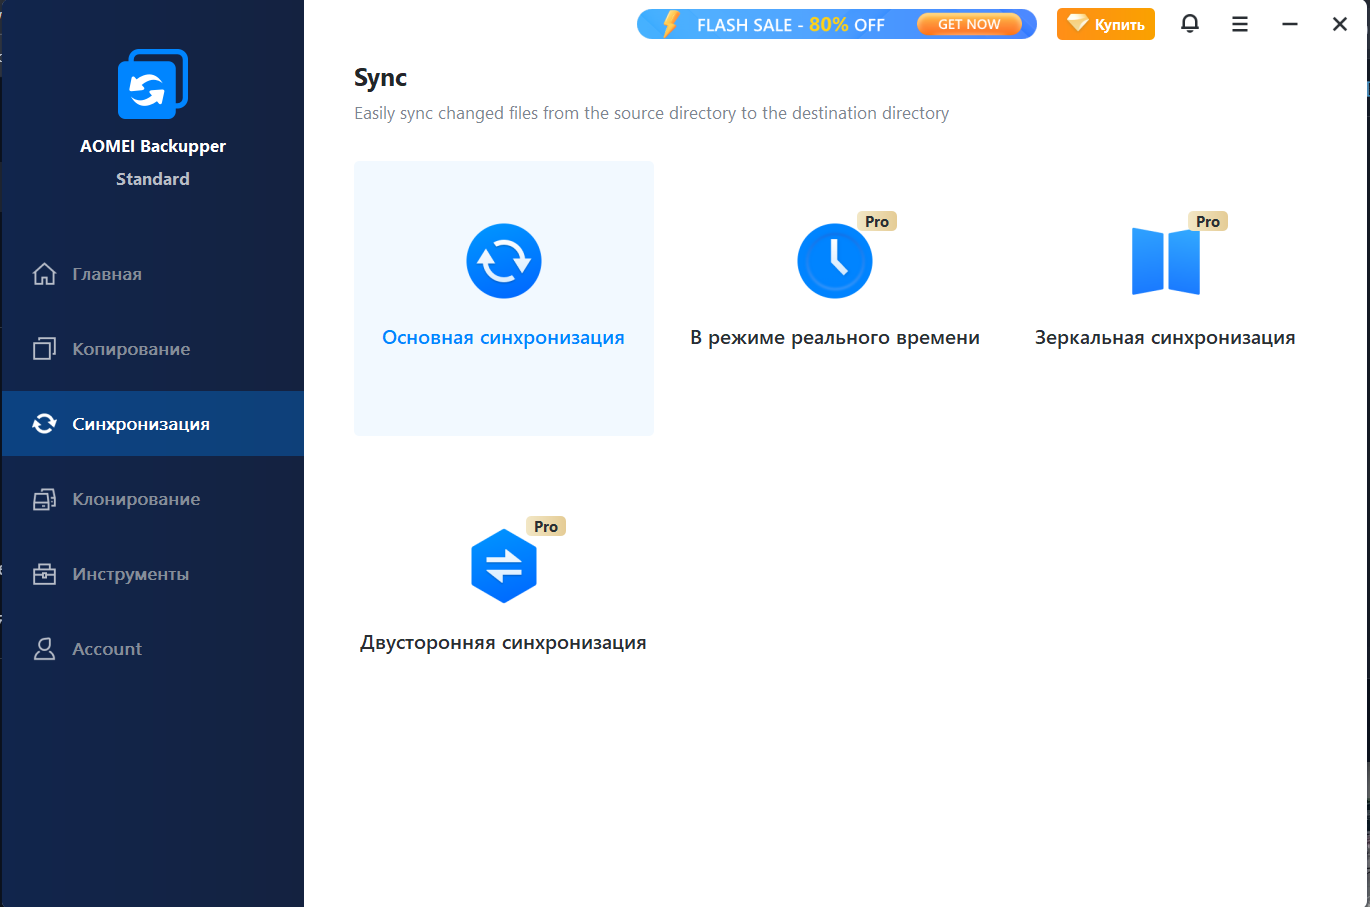 FLASH SALE - 80% OFF
GET NOW
Купить
AOMEI Backupper
Standard
Главная
Копирование
Синхронизация
Клонирование
Инструменты
Account
Sync
Easily sync changed files from the source directory to the destination directory
Основная синхронизация
Pro
В режиме реального времени
Pro
Зеркальная синхронизация
Pro
Двусторонняя синхронизация